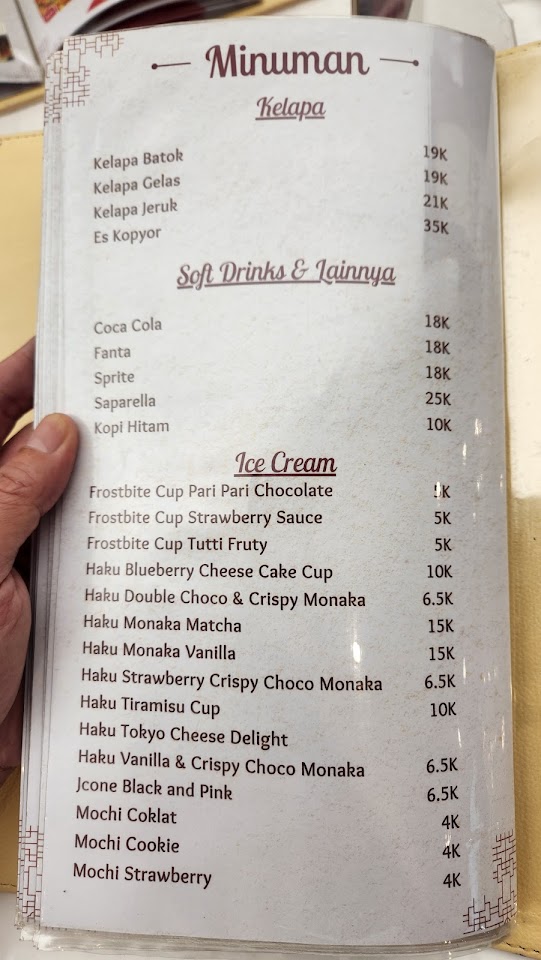 Minuman
Kelapa
Kelapa Batok 19K
Kelapa Gelas 19K
Kelapa Jeruk 21K
Es Kopyor 35K
Soft Drinks & Lainnya
Coca Cola 18K
Fanta 18K
Sprite 18K
Saparella 25K
Kopi Hitam 10K
Ice Cream
Frostbite Cup Pari Pari Chocolate 5K
Frostbite Cup Strawberry Sauce 5K
Frostbite Cup Tutti Fruty 5K
Haku Blueberry Cheese Cake Cup 10K
Haku Double Choco & Crispy Monaka 6.5K
Haku Monaka Matcha 15K
Haku Monaka Vanilla 15K
Haku Strawberry Crispy Choco Monaka 6.5K
Haku Tiramisu Cup 10K
Haku Tokyo Cheese Delight
Haku Vanilla & Crispy Choco Monaka 6.5K
Jcone Black and Pink 6.5K
Mochi Coklat 4K
Mochi Cookie 4K
Mochi Strawberry 4K